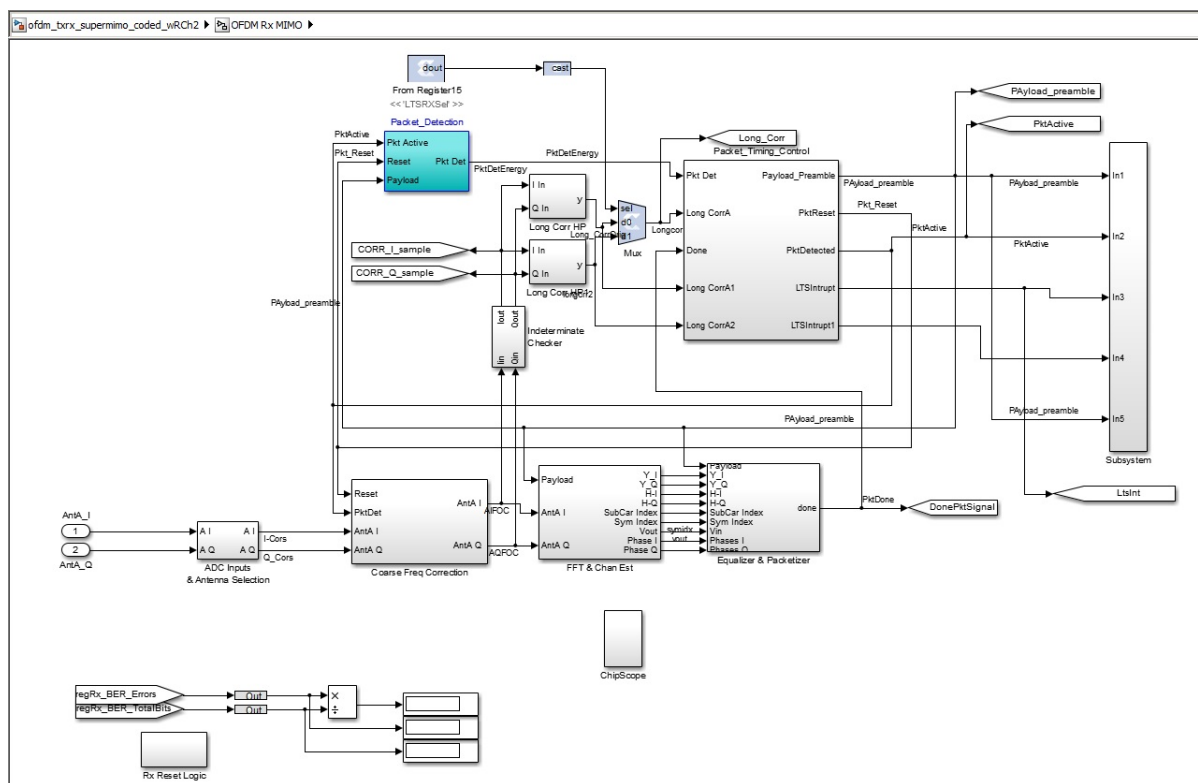 ofdm_txrx_supermimo_coded_wRCh2
OFDM Rx MIMO
dout
cast
From Register15
<< 'LTSRXSel' >>
Packet_Detection
Pkt Active
Reset
Payload
Pkt Det
PktActive
Pkt_Reset
PktDetEnergy
PktDetEnergy
I In
Q In
y
Long Corr HP
I In
Q In
y
Long Corr HP1
longcorr2
sel
d0
d1
Mux
Longcor
Long_Corr
Packet_Timing_Control
Pkt Det
Long CorrA
Done
Long CorrA1
Long CorrA2
Payload_Preamble
PktReset
PktDetected
LTSIntrupt
LTSIntrupt1
PAyload_preamble
Pkt_Reset
PktActive
PAyload_preamble
PktActive
PAyload_preamble
PktActive
PAyload_preamble
In1
In2
In3
In4
In5
Subsystem
CORR_I_sample
CORR_Q_sample
PAyload_preamble
Iout
Qout
Iin
Qin
Indeterminate
Checker
PAyload_preamble
AntA_I
1
2
AntA_Q
A I
A Q
A I
A Q
ADC Inputs
& Antenna Selection
I-Cors
Q_Cors
Reset
PktDet
AntA I
AntA Q
AntA I
AntA Q
Coarse Freq Correction
AIFOC
AQFOC
Payload
AntA I
AntA Q
Y_I
Y_Q
H-I
H-Q
SubCar Index
Sym Index
Vout
Phase I
Phase Q
FFT & Chan Est
symidx
vout
Payload
Y_I
Y_Q
H-I
H-Q
SubCar Index
Sym Index
Vin
Phases I
Phases Q
done
Equalizer & Packetizer
PktDone
DonePktSignal
LtsInt
ChipScope
regRx_BER_Errors
regRx_BER_TotalBits
Out
Out
×
÷
Rx Reset Logic